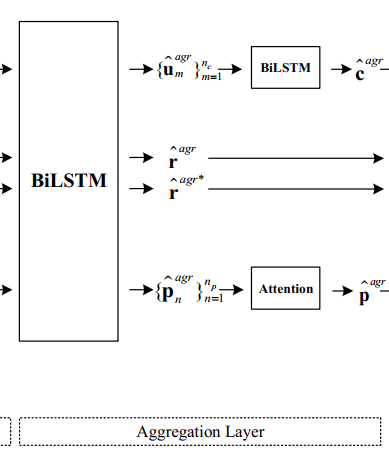 {û_m^agr}_{m=1}^{n_c} BiLSTM ĉ^agr
r̂^agr
BiLSTM r̂^agr*
{p̂_n^agr}_{n=1}^{n_p} Attention p̂^agr
Aggregation Layer